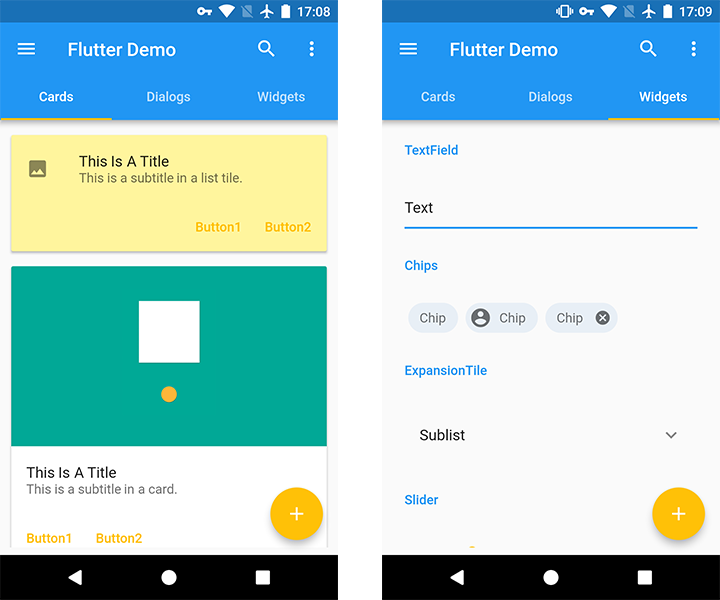 17:08
Flutter Demo
Cards Dialogs Widgets
This Is A Title
This is a subtitle in a list tile.
Button1 Button2
This Is A Title
This is a subtitle in a card.
Button1 Button2
17:09
Flutter Demo
Cards Dialogs Widgets
TextField
Text
Chips
Chip Chip Chip
ExpansionTile
Sublist
Slider